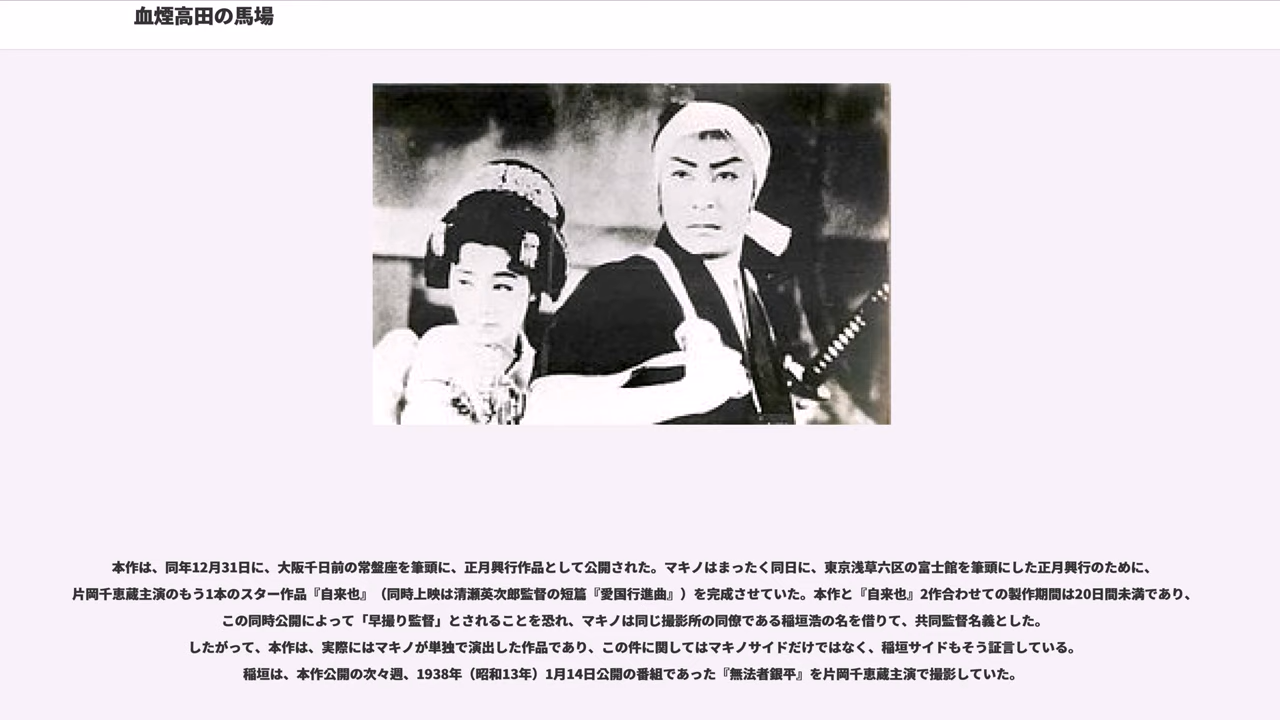 血煙高田の馬場
本作は、同年12月31日に、大阪千日前の常盤座を筆頭に、正月興行作品として公開された。マキノはまったく同日に、東京浅草六区の富士館を筆頭にした正月興行のために、
片岡千恵蔵主演のもう1本のスター作品『自来也』（同時上映は清瀬英次郎監督の短篇『愛国行進曲』）を完成させていた。本作と『自来也』2作合わせての製作期間は20日間未満であり、
この同時公開によって「早撮り監督」とされることを恐れ、マキノは同じ撮影所の同僚である稲垣浩の名を借りて、共同監督名義とした。
したがって、本作は、実際にはマキノが単独で演出した作品であり、この件に関してはマキノサイドだけではなく、稲垣サイドもそう証言している。
稲垣は、本作公開の次々週、1938年（昭和13年）1月14日公開の番組であった『無法者銀平』を片岡千恵蔵主演で撮影していた。